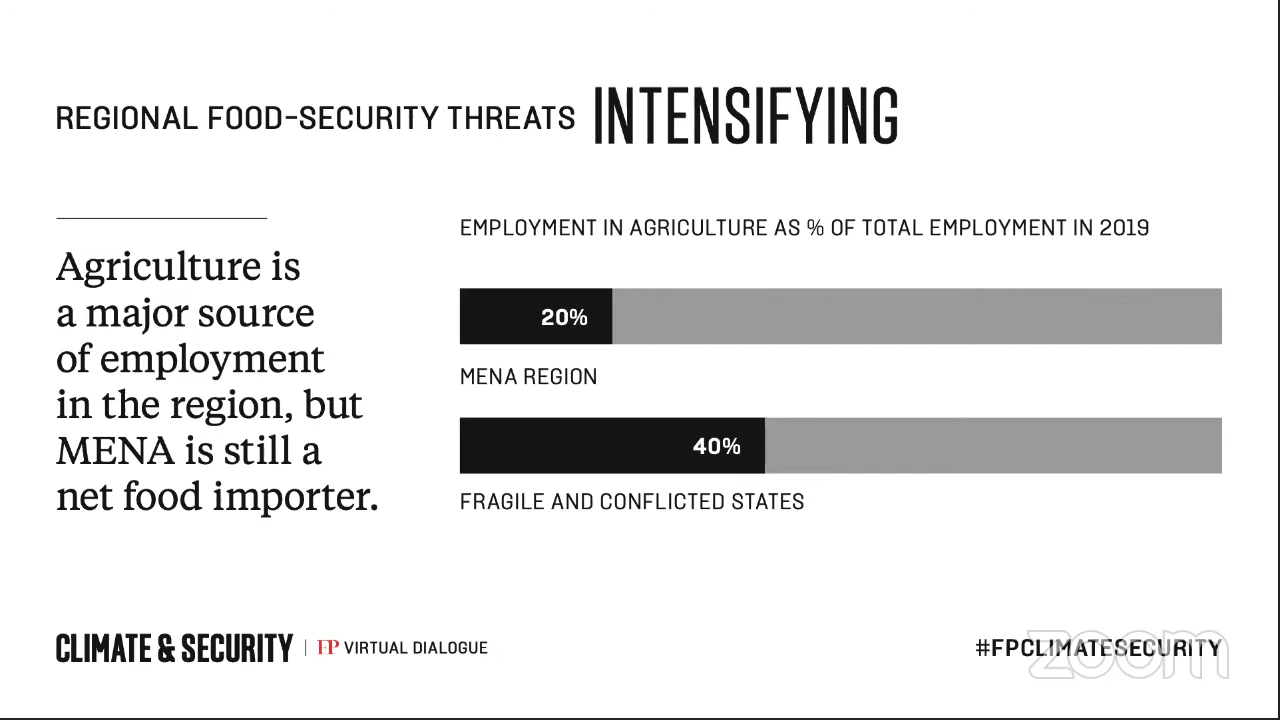 REGIONAL FOOD-SECURITY THREATS INTENSIFYING
Agriculture is
a major source
of employment
in the region, but
MENA is still a
net food importer.
EMPLOYMENT IN AGRICULTURE AS % OF TOTAL EMPLOYMENT IN 2019
20%
MENA REGION
40%
FRAGILE AND CONFLICTED STATES
CLIMATE & SECURITY | FP VIRTUAL DIALOGUE
#FPCLIMATESECURITY
zoom